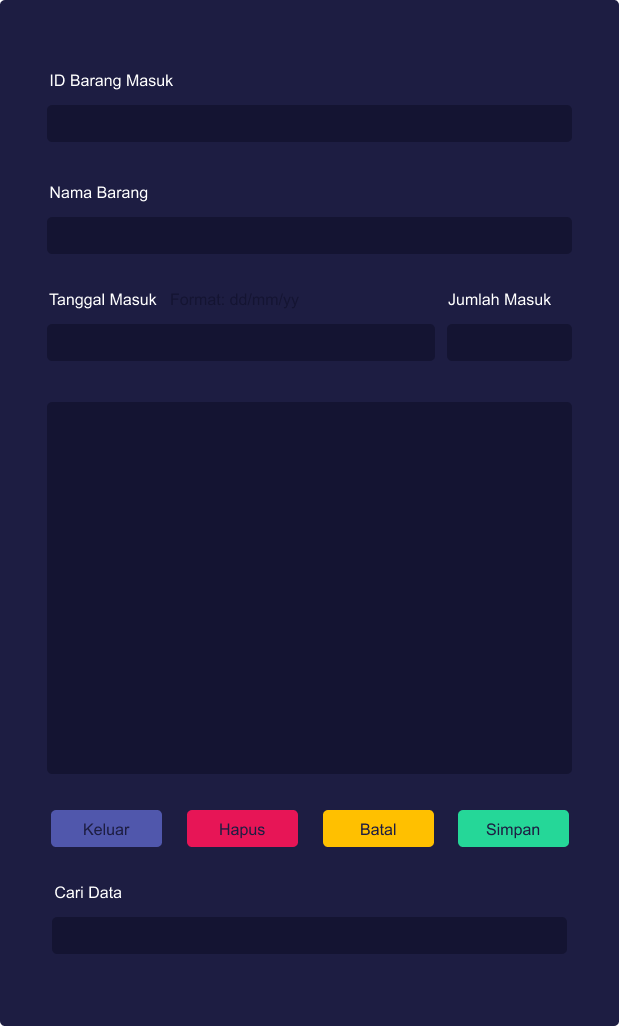 ID Barang Masuk
Nama Barang
Tanggal Masuk Format: dd/mm/yy Jumlah Masuk
Keluar Hapus Batal Simpan
Cari Data